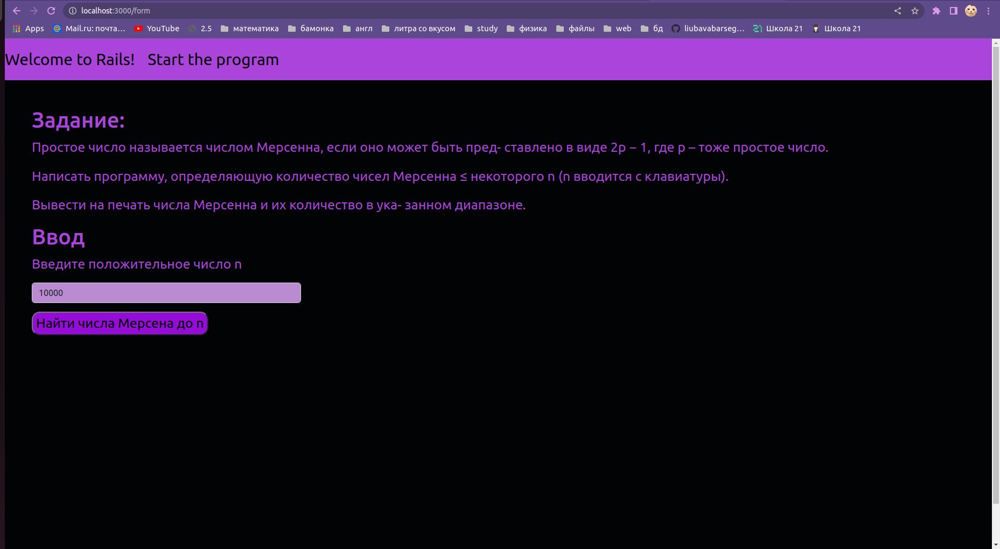 localhost:3000/form
Apps Mail.ru: почта... YouTube 2.5 математика бамонка англ литра со вкусом study физика файлы web бд liubavabarseg... Школа 21 Школа 21
Welcome to Rails! Start the program
Задание:
Простое число называется числом Мерсенна, если оно может быть пред- ставлено в виде 2p − 1, где p – тоже простое число.
Написать программу, определяющую количество чисел Мерсенна ≤ некоторого n (n вводится с клавиатуры).
Вывести на печать числа Мерсенна и их количество в ука- занном диапазоне.
Ввод
Введите положительное число n
10000
Найти числа Мерсена до n